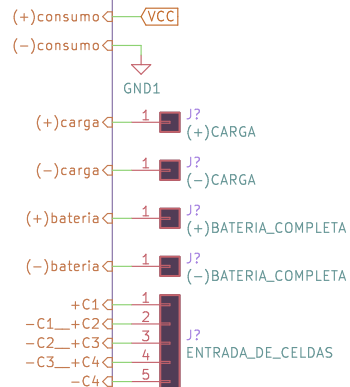 (+)consumo VCC
(-)consumo
GND1
(+)carga 1 J?
(+)CARGA
(-)carga 1 J?
(-)CARGA
(+)bateria 1 J?
(+)BATERIA_COMPLETA
(-)bateria 1 J?
(-)BATERIA_COMPLETA
+C1 1
-C1__+C2 2
-C2__+C3 3 J?
ENTRADA_DE_CELDAS
-C3__+C4 4
-C4 5